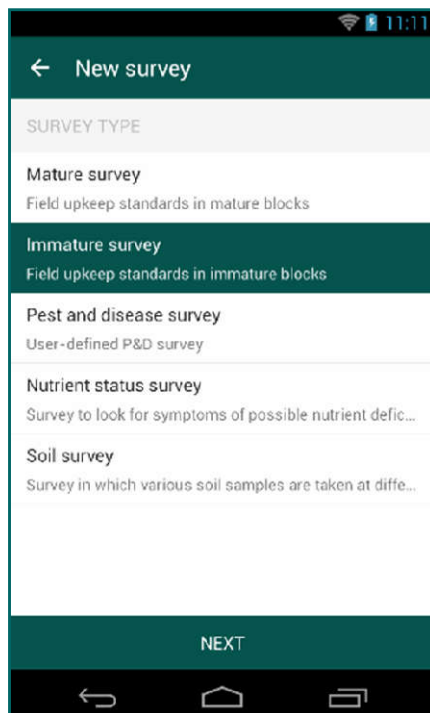 11:11
New survey
SURVEY TYPE
Mature survey
Field upkeep standards in mature blocks
Immature survey
Field upkeep standards in immature blocks
Pest and disease survey
User-defined P&D survey
Nutrient status survey
Survey to look for symptoms of possible nutrient defic...
Soil survey
Survey in which various soil samples are taken at diffe...
NEXT